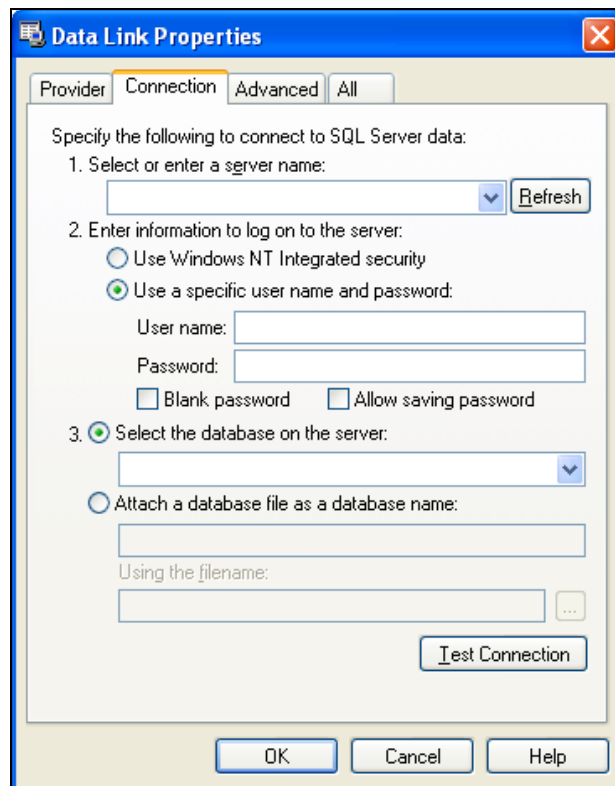 Data Link Properties
Provider Connection Advanced All
Specify the following to connect to SQL Server data:
1. Select or enter a server name:
Refresh
2. Enter information to log on to the server:
Use Windows NT Integrated security
Use a specific user name and password:
User name:
Password:
Blank password Allow saving password
3. Select the database on the server:
Attach a database file as a database name:
Using the filename:
...
Test Connection
OK Cancel Help